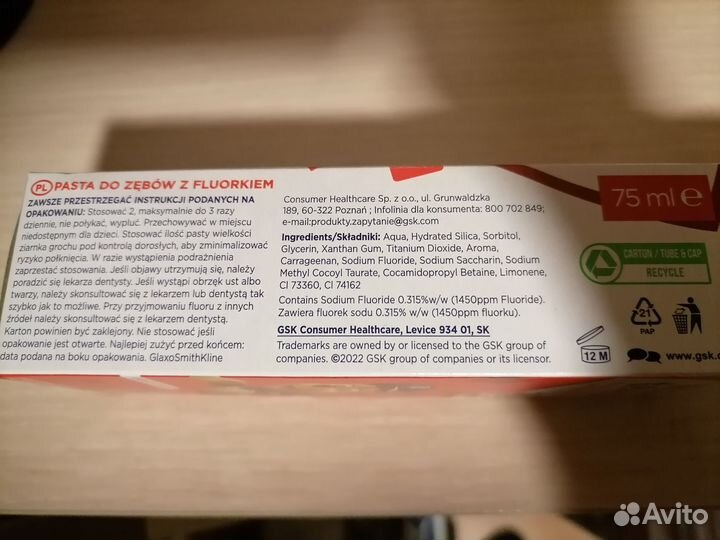 PL PASTA DO ZĘBÓW Z FLUORKIEM
ZAWSZE PRZESTRZEGAĆ INSTRUKCJI PODANYCH NA
OPAKOWANIU: Stosować 2, maksymalnie do 3 razy
dziennie, nie połykać, wypluć. Przechowywać w miejscu
niedostępnym dla dzieci. Stosować ilość pasty wielkości
ziarnka grochu pod kontrolą dorosłych, aby zminimalizować
ryzyko połknięcia. W razie wystąpienia podrażnienia
zaprzestać stosowania. Jeśli objawy utrzymują się, należy
poradzić się lekarza dentysty. Jeśli wystąpi obrzęk ust albo
twarzy, należy skonsultować się z lekarzem lub dentystą tak
szybko jak to możliwe. Przy przyjmowaniu fluoru z innych
źródeł należy skonsultować się z lekarzem dentystą.
Karton powinien być zaklejony. Nie stosować jeśli
opakowanie jest otwarte. Najlepiej zużyć przed końcem:
data podana na boku opakowania. GlaxoSmithKline
Consumer Healthcare Sp. z o.o., ul. Grunwaldzka
189, 60-322 Poznań ; Infolinia dla konsumenta: 800 702 849;
e-mail:produkty.zapytanie@gsk.com
Ingredients/Składniki: Aqua, Hydrated Silica, Sorbitol,
Glycerin, Xanthan Gum, Titanium Dioxide, Aroma,
Carrageenan, Sodium Fluoride, Sodium Saccharin, Sodium
Methyl Cocoyl Taurate, Cocamidopropyl Betaine, Limonene,
CI 73360, CI 74162
Contains Sodium Fluoride 0.315%w/w (1450ppm Fluoride).
Zawiera fluorek sodu 0.315% w/w (1450ppm fluorku).
GSK Consumer Healthcare, Levice 934 01, SK
Trademarks are owned by or licensed to the GSK group of
companies. ©2022 GSK group of companies or its licensor.
75 ml e
CARTON / TUBE & CAP
RECYCLE
21
PAP
12 M
www.gsk.c
Avito